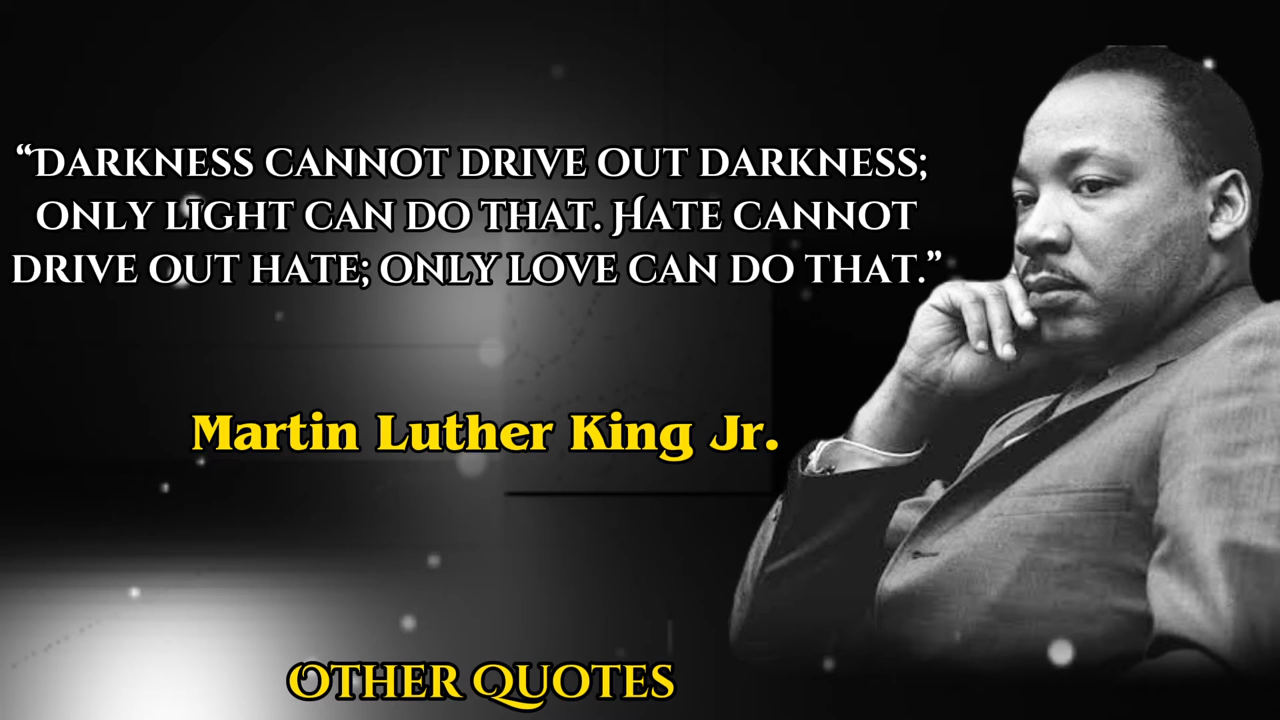 “Darkness cannot drive out darkness;
only light can do that. Hate cannot
drive out hate; only love can do that.”
Martin Luther King Jr.
Other Quotes